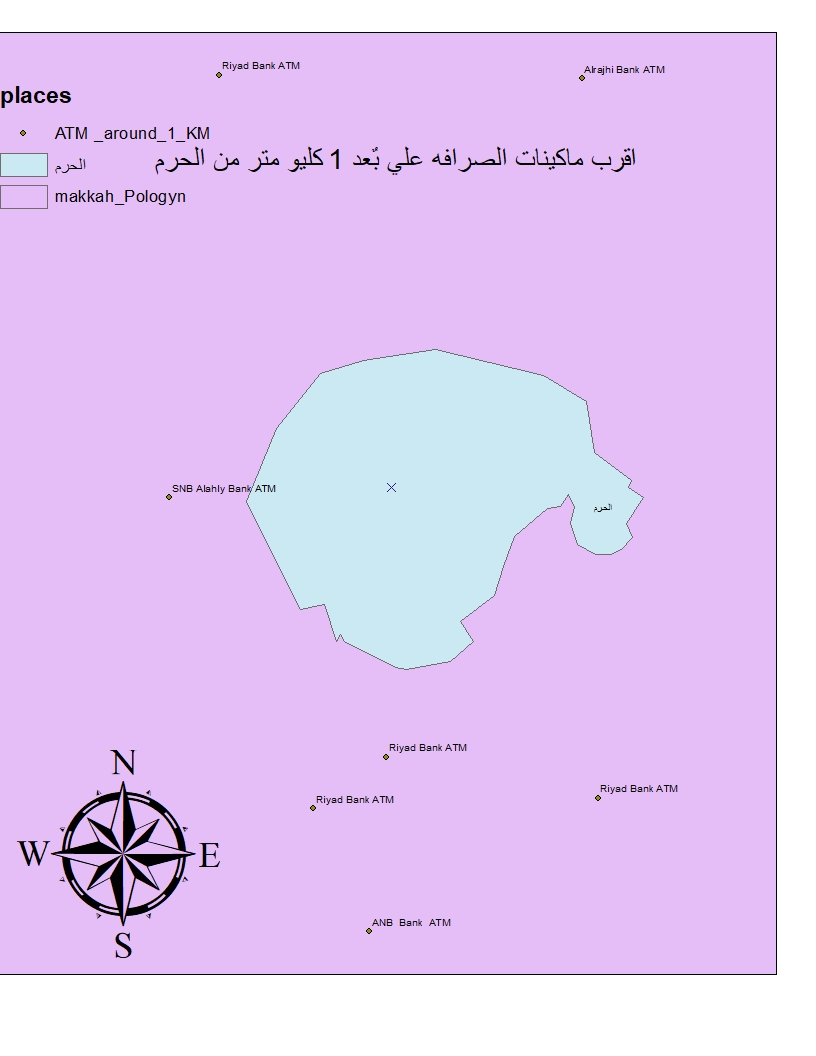 Riyad Bank ATM
Alrajhi Bank ATM
places
ATM _around_1_KM
الحرم
اقرب ماكينات الصرافه علي بٌعد 1 كليو متر من الحرم
makkah_Pologyn
SNB Alahly Bank ATM
الحرم
Riyad Bank ATM
Riyad Bank ATM
Riyad Bank ATM
ANB Bank ATM
N
W
E
S